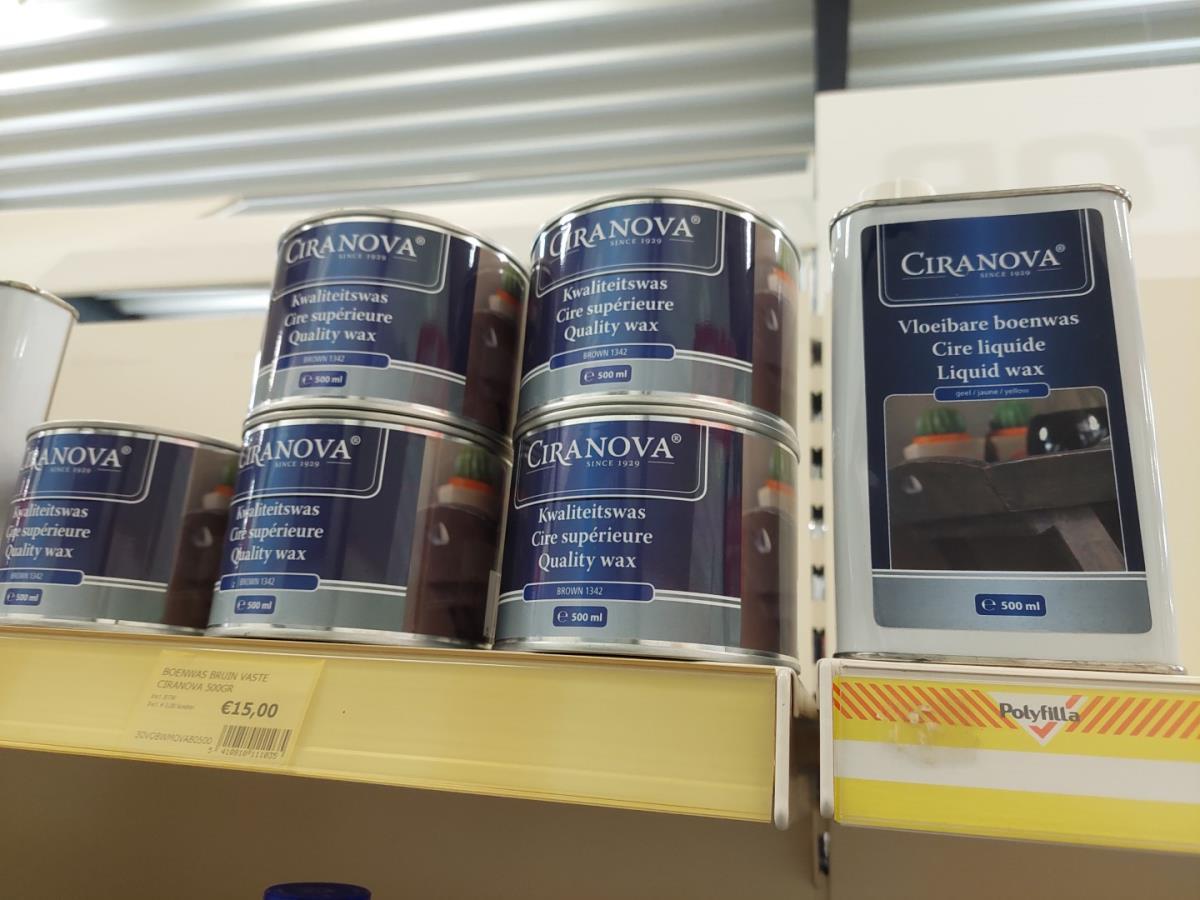 CIRANOVA®
SINCE 1929
Kwaliteitswas
Cire supérieure
Quality wax
BROWN 1342
℮ 500 ml
CIRANOVA®
SINCE 1929
Kwaliteitswas
Cire supérieure
Quality wax
BROWN 1342
℮ 500 ml
CIRANOVA®
SINCE 1929
Vloeibare boenwas
Cire liquide
Liquid wax
geel / jaune / yellow
℮ 500 ml
RANOVA®
SINCE 1929
Kwaliteitswas
Cire supérieure
Quality wax
BROWN 1342
℮ 500 ml
CIRANOVA®
SINCE 1929
Kwaliteitswas
Cire supérieure
Quality wax
BROWN 1342
℮ 500 ml
CIRANOVA®
SINCE 1929
Kwaliteitswas
Cire supérieure
Quality wax
BROWN 1342
℮ 500 ml
BOENWAS BRUIN VASTE
CIRANOVA 500GR
€15,00
5 410810 111035
Polyfilla